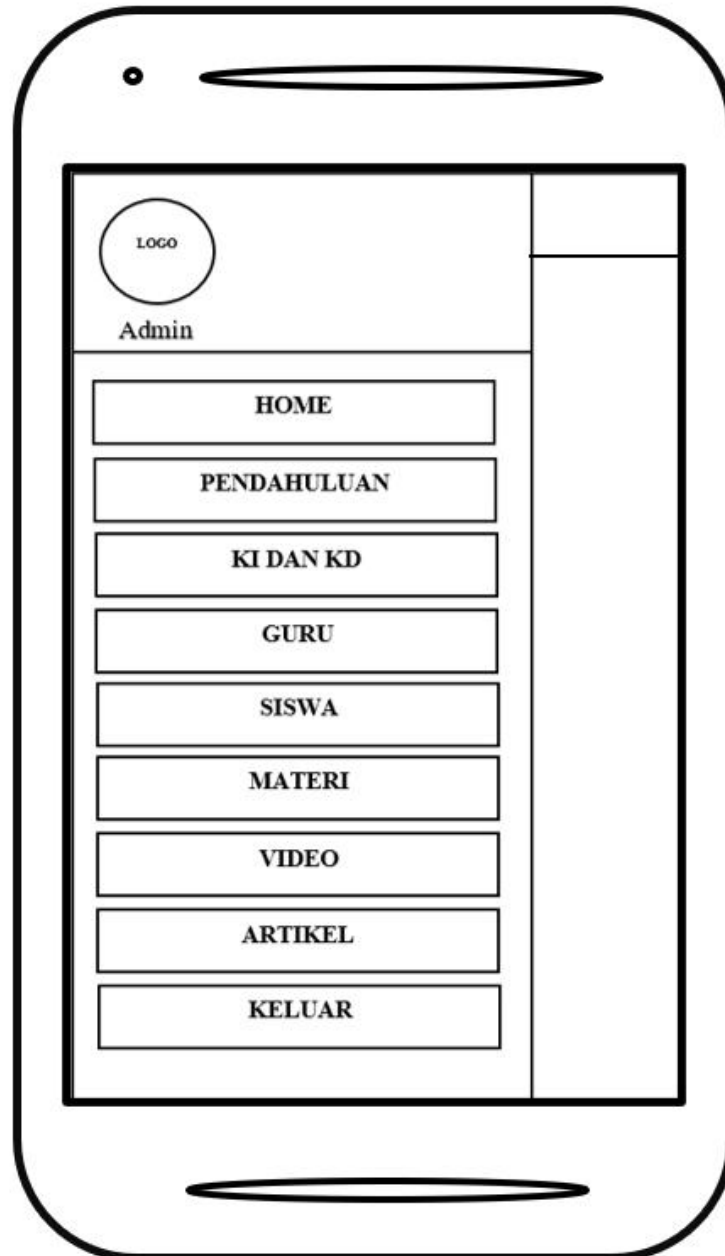 LOGO
Admin
HOME
PENDAHULUAN
KI DAN KD
GURU
SISWA
MATERI
VIDEO
ARTIKEL
KELUAR